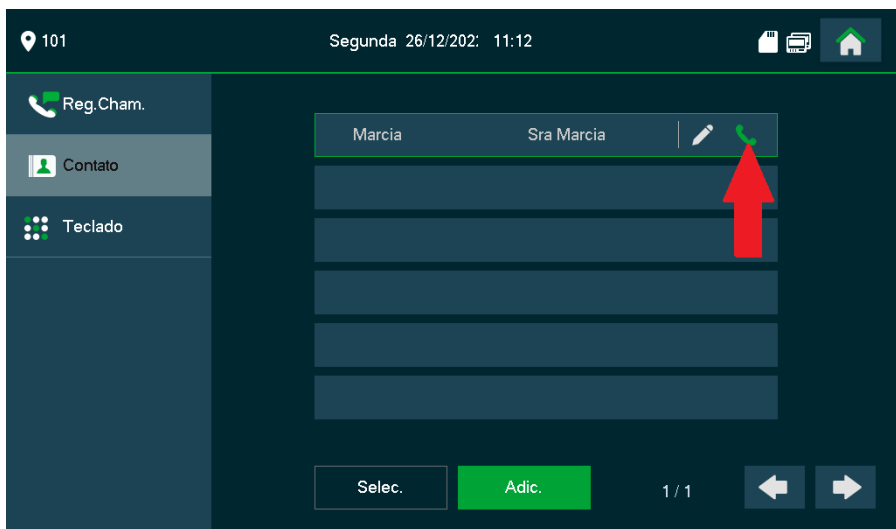 101
Segunda 26/12/202: 11:12
Reg.Cham.
Contato
Teclado
Marcia Sra Marcia
Selec.
Adic.
1 / 1